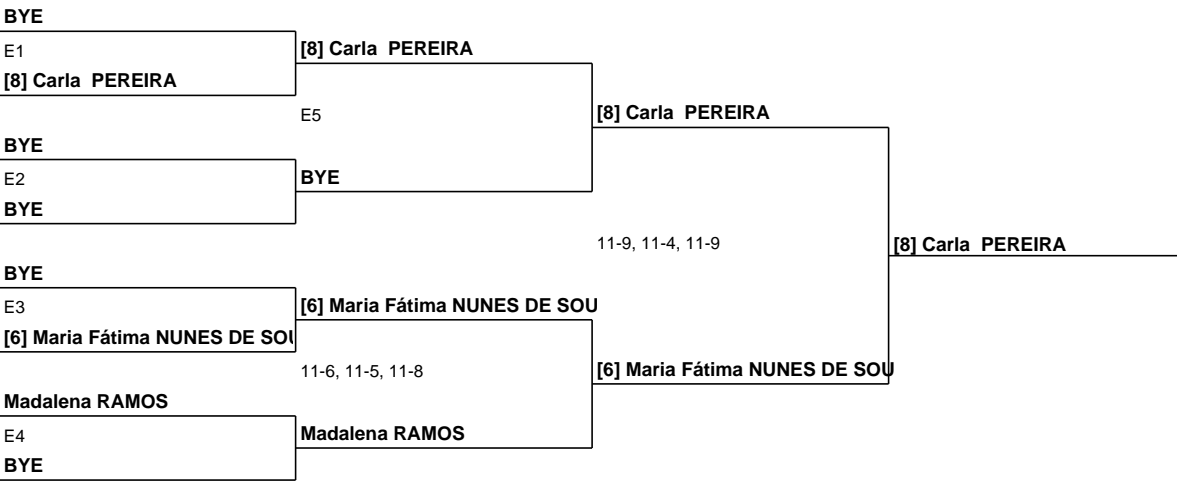 BYE
E1
[8] Carla PEREIRA
[8] Carla PEREIRA
E5
[8] Carla PEREIRA
BYE
E2
BYE
BYE
11-9, 11-4, 11-9
[8] Carla PEREIRA
BYE
E3
[6] Maria Fátima NUNES DE SOU
[6] Maria Fátima NUNES DE SOU
11-6, 11-5, 11-8
[6] Maria Fátima NUNES DE SOU
Madalena RAMOS
E4
Madalena RAMOS
BYE